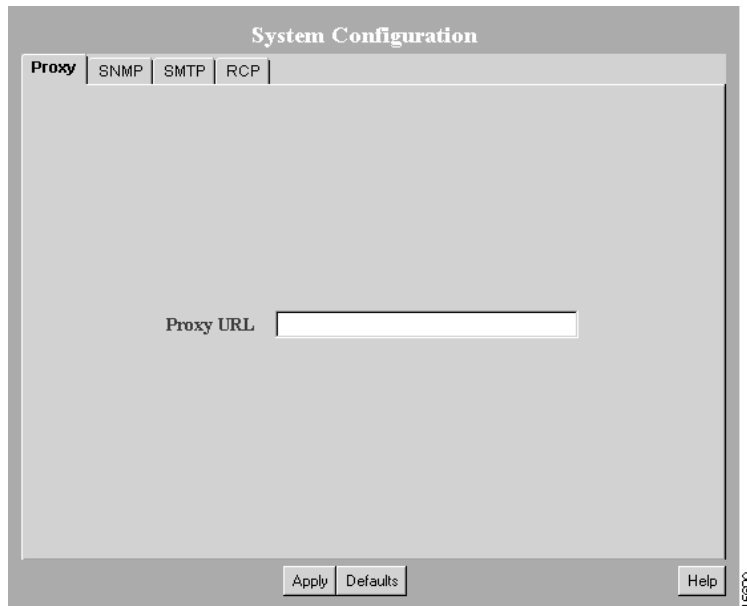 System Configuration
Proxy SNMP SMTP RCP
Proxy URL
Apply Defaults Help